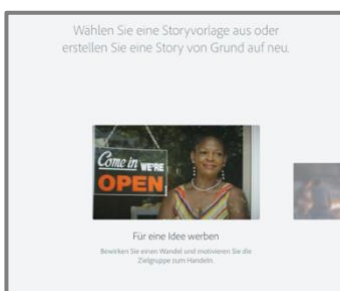 Wählen Sie eine Storyvorlage aus oder
erstellen Sie eine Story von Grund auf neu.
Come in WE'RE
OPEN
Für eine Idee werben
Bewirken Sie einen Wandel und motivieren Sie die
Zielgruppe zum Handeln.